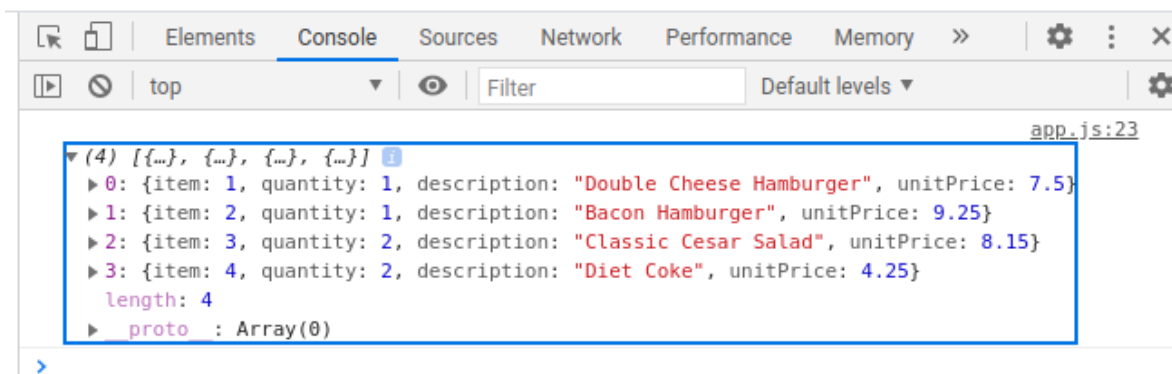 Elements Console Sources Network Performance Memory »
top Filter Default levels
app.js:23
(4) [{…}, {…}, {…}, {…}] i
0: {item: 1, quantity: 1, description: "Double Cheese Hamburger", unitPrice: 7.5}
1: {item: 2, quantity: 1, description: "Bacon Hamburger", unitPrice: 9.25}
2: {item: 3, quantity: 2, description: "Classic Cesar Salad", unitPrice: 8.15}
3: {item: 4, quantity: 2, description: "Diet Coke", unitPrice: 4.25}
length: 4
__proto__: Array(0)